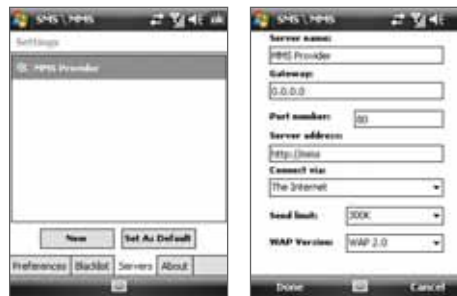 SMS \ MMS
ok
Settings
MMS Provider
New
Set As Default
Preferences
Blacklist
Servers
About
SMS \ MMS
Server name:
MMS Provider
Gateway:
0.0.0.0
Port number:
80
Server address:
http://mms
Connect via:
The Internet
Send limit:
300K
WAP Version:
WAP 2.0
Done
Cancel